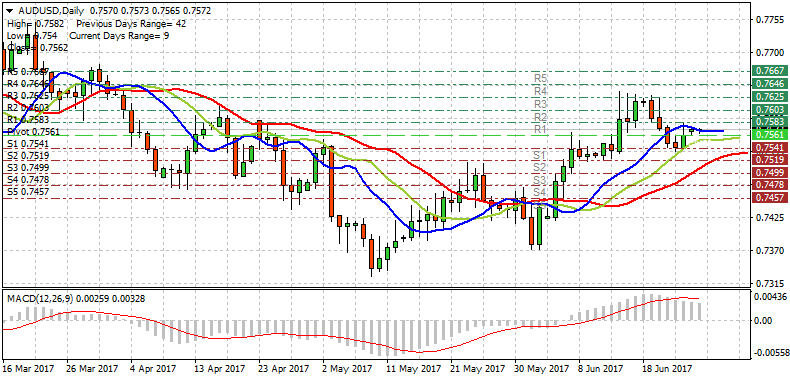 AUDUSD,Daily 0.7570 0.7573 0.7565 0.7572
High= 0.7582 Previous Days Range= 42
Low= 0.754 Current Days Range= 9
Close= 0.7562
R5 0.7667
R4 0.7646
R3 0.7625
R2 0.7603
R1 0.7583
Pivot 0.7561
S1 0.7541
S2 0.7519
S3 0.7499
S4 0.7478
S5 0.7457
R5
R4
R3
R2
R1
S1
S2
S3
S4
0.7755
0.7700
0.7667
0.7646
0.7625
0.7603
0.7583
0.7561
0.7541
0.7519
0.7499
0.7478
0.7457
0.7425
0.7370
0.7315
MACD(12,26,9) 0.00259 0.00328
0.00436
0.00
-0.00558
16 Mar 2017 26 Mar 2017 4 Apr 2017 13 Apr 2017 23 Apr 2017 2 May 2017 11 May 2017 21 May 2017 30 May 2017 8 Jun 2017 18 Jun 2017